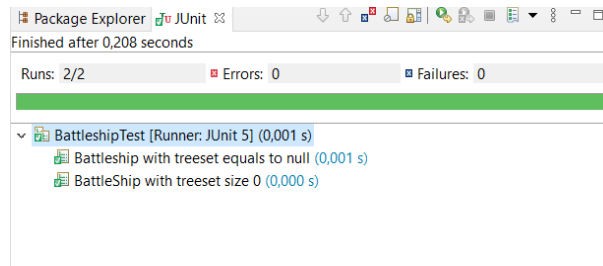 Package Explorer JUnit
Finished after 0,208 seconds
Runs: 2/2 Errors: 0 Failures: 0
BattleshipTest [Runner: JUnit 5] (0,001 s)
Battleship with treeset equals to null (0,001 s)
BattleShip with treeset size 0 (0,000 s)